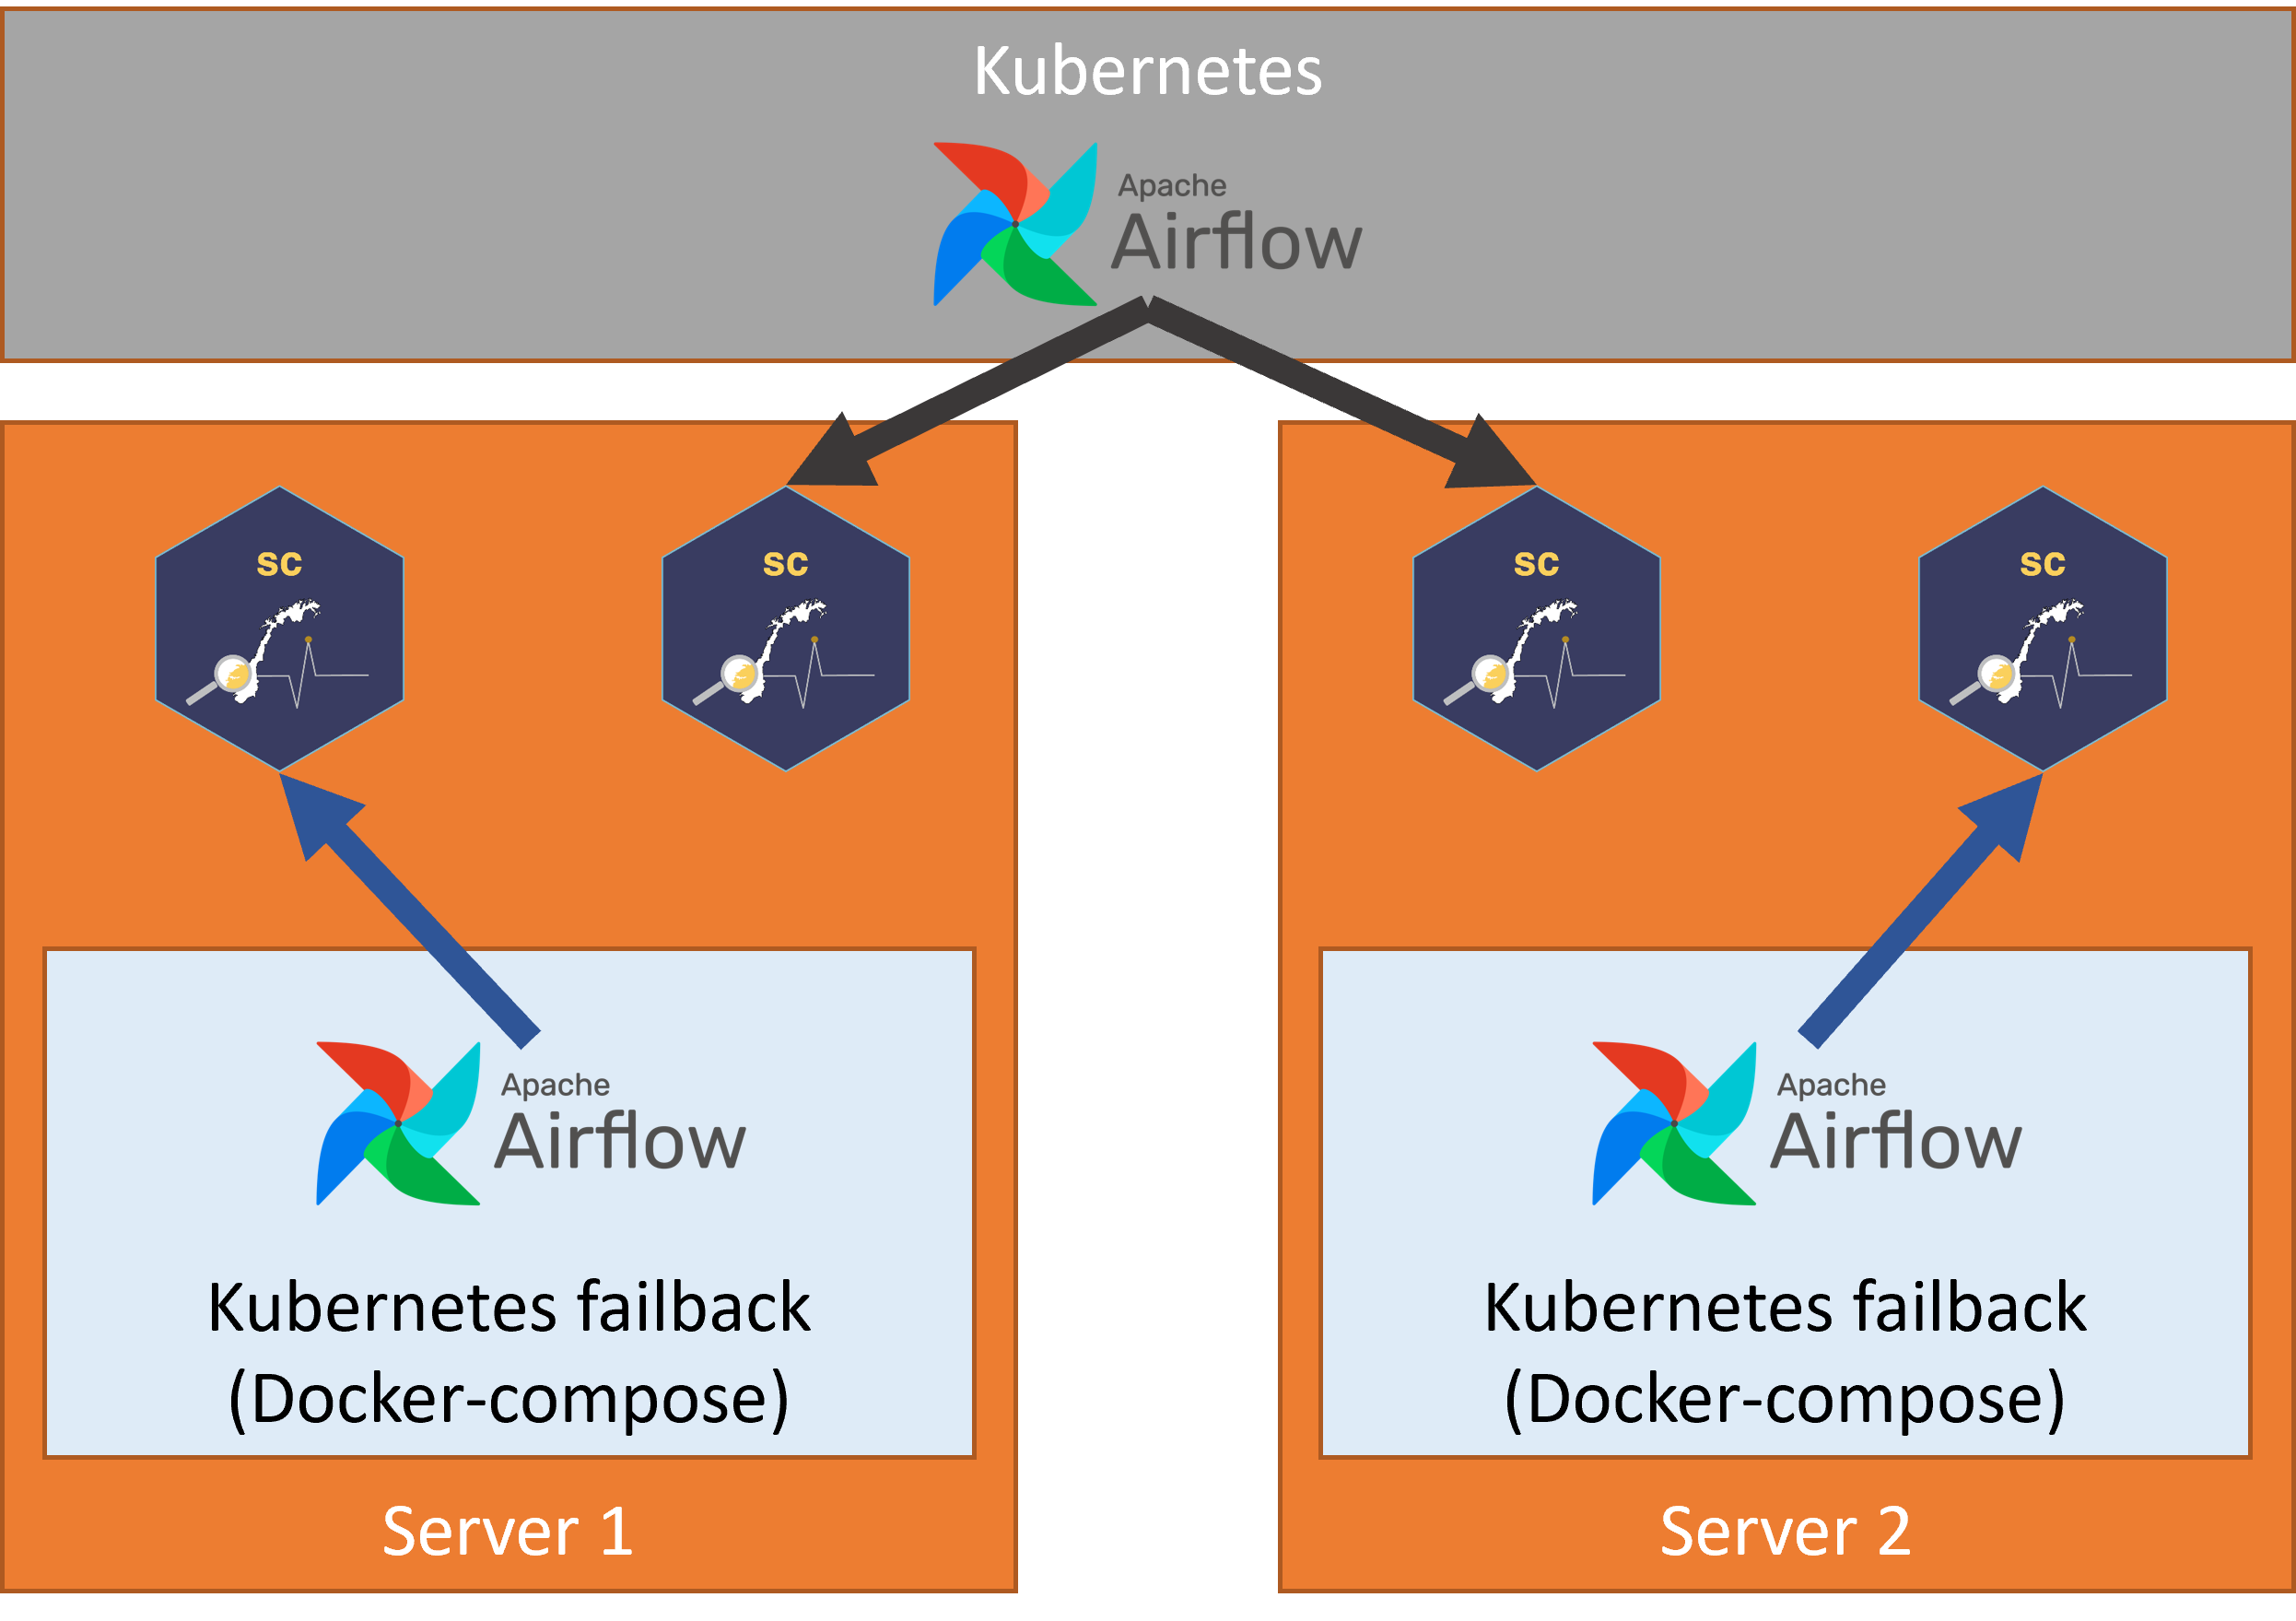 Kubernetes
Apache
Airflow
sc
sc
sc
sc
Apache
Airflow
Kubernetes failback
(Docker-compose)
Server 1
Apache
Airflow
Kubernetes failback
(Docker-compose)
Server 2